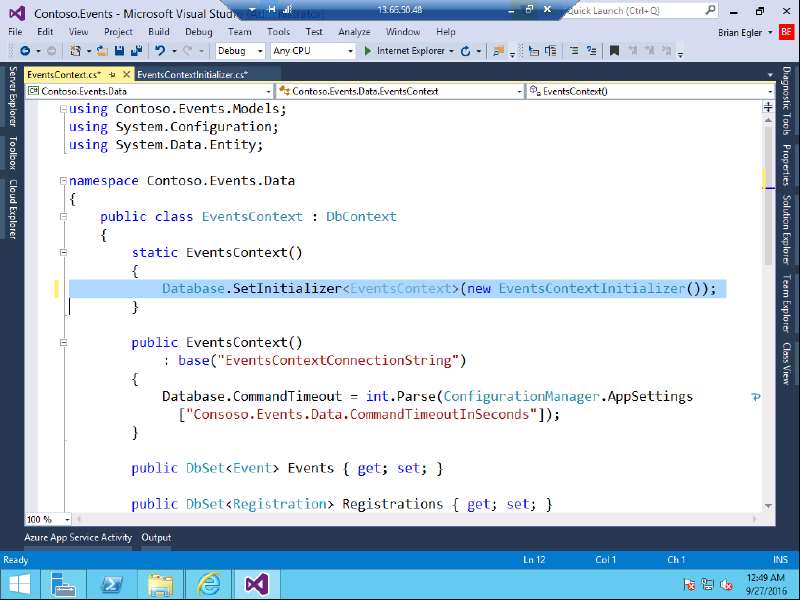 Contoso.Events - Microsoft Visual Stu
13.66.50.48
Quick Launch (Ctrl+Q)
File Edit View Project Build Debug Team Tools Test Analyze Window Help
Brian Egler
BE
Debug Any CPU Internet Explorer
EventsContext.cs* EventsContextInitializer.cs*
Contoso.Events.Data Contoso.Events.Data.EventsContext EventsContext()
using Contoso.Events.Models;
using System.Configuration;
using System.Data.Entity;
namespace Contoso.Events.Data
{
public class EventsContext : DbContext
{
static EventsContext()
{
Database.SetInitializer<EventsContext>(new EventsContextInitializer());
}
public EventsContext()
: base("EventsContextConnectionString")
{
Database.CommandTimeout = int.Parse(ConfigurationManager.AppSettings
["Consoso.Events.Data.CommandTimeoutInSeconds"]);
}
public DbSet<Event> Events { get; set; }
public DbSet<Registration> Registrations { get; set; }
100 %
Server Explorer
Toolbox
Cloud Explorer
Diagnostic Tools
Properties
Solution Explorer
Team Explorer
Class View
Azure App Service Activity Output
Ready Ln 12 Col 1 Ch 1 INS
12:49 AM
9/27/2016